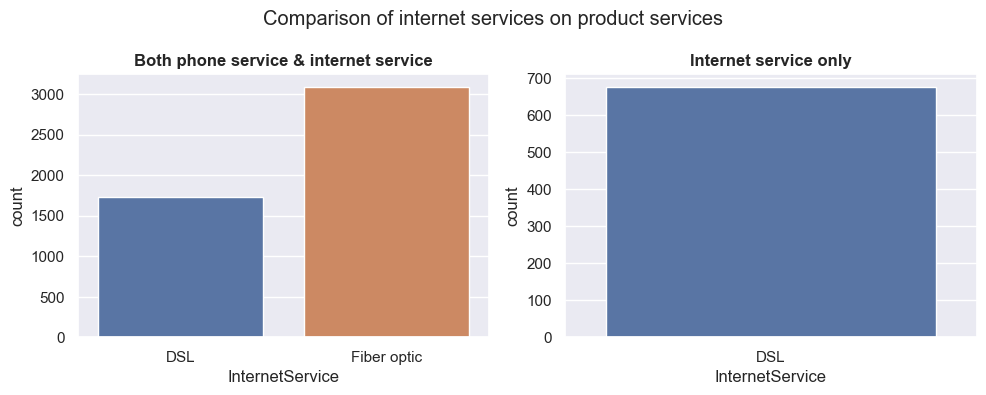 Comparison of internet services on product services
Both phone service & internet service
3000
2500
2000
1500
1000
500
0
count
DSL
Fiber optic
InternetService
Internet service only
700
600
500
400
300
200
100
0
count
DSL
InternetService